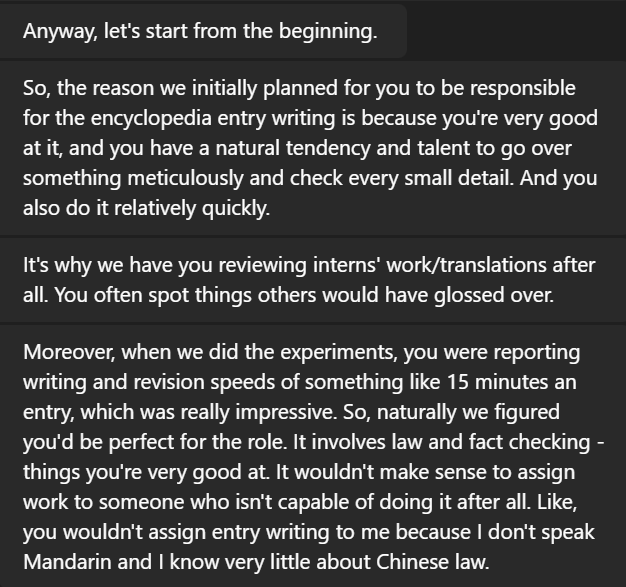 Anyway, let's start from the beginning.
So, the reason we initially planned for you to be responsible
for the encyclopedia entry writing is because you're very good
at it, and you have a natural tendency and talent to go over
something meticulously and check every small detail. And you
also do it relatively quickly.
It's why we have you reviewing interns' work/translations after
all. You often spot things others would have glossed over.
Moreover, when we did the experiments, you were reporting
writing and revision speeds of something like 15 minutes an
entry, which was really impressive. So, naturally we figured
you'd be perfect for the role. It involves law and fact checking -
things you're very good at. It wouldn't make sense to assign
work to someone who isn't capable of doing it after all. Like,
you wouldn't assign entry writing to me because I don't speak
Mandarin and I know very little about Chinese law.